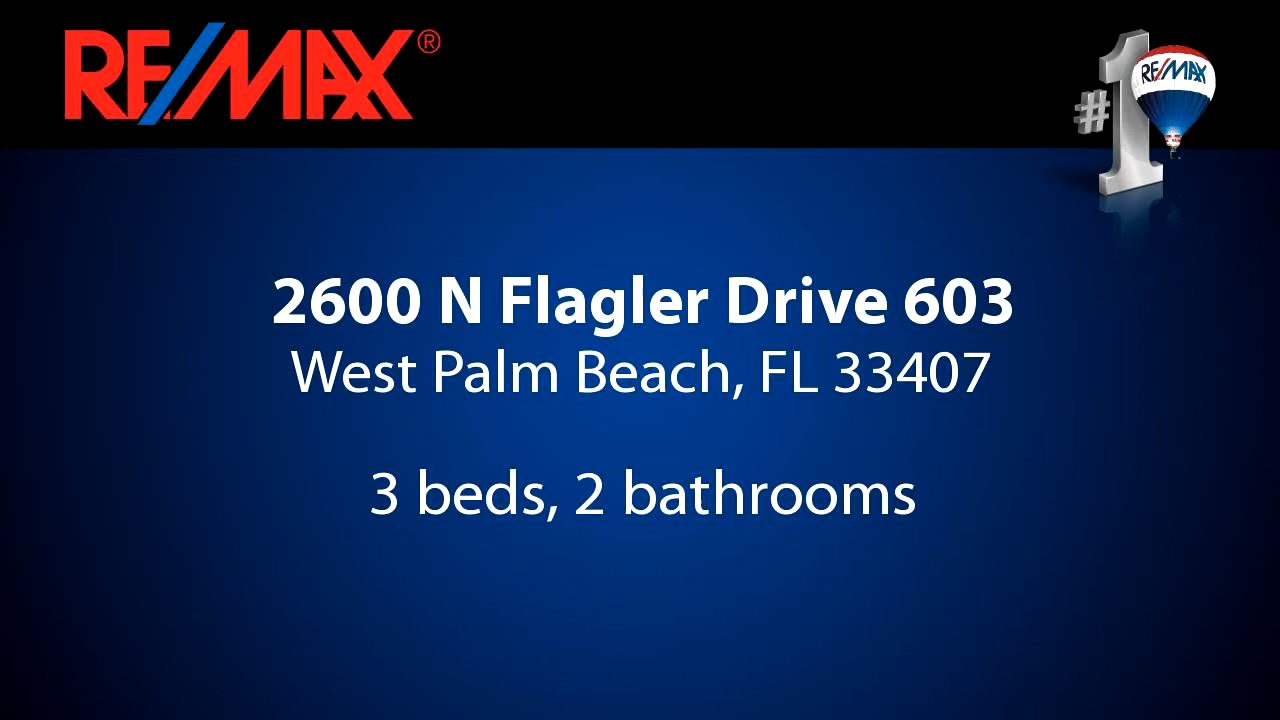 RE/MAX®
#1
RE/MAX
2600 N Flagler Drive 603
West Palm Beach, FL 33407
3 beds, 2 bathrooms